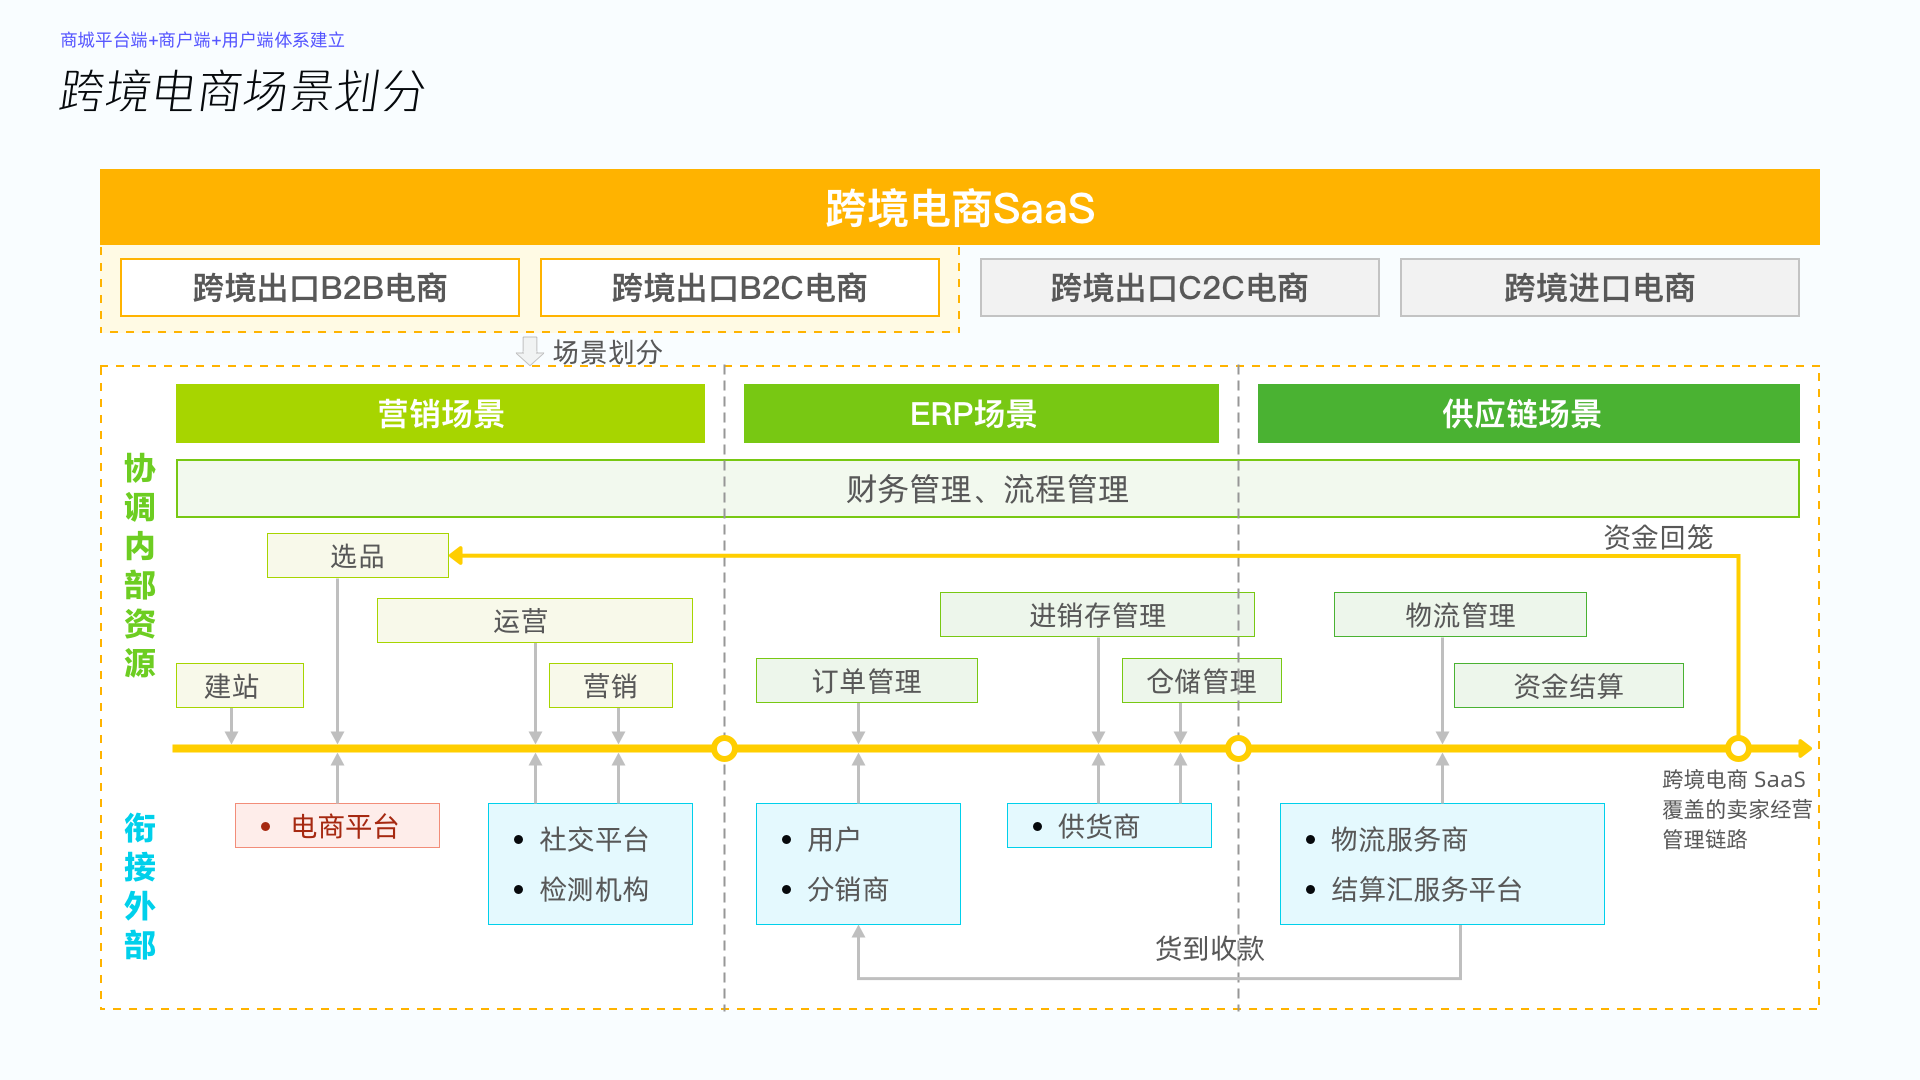 商城平台端+商户端+用户端体系建立
跨境电商场景划分
跨境电商SaaS
跨境出口B2B电商
跨境出口B2C电商
跨境出口C2C电商
跨境进口电商
场景划分
营销场景
ERP场景
供应链场景
协调内部资源
财务管理、流程管理
资金回笼
选品
运营
进销存管理
物流管理
建站
营销
订单管理
仓储管理
资金结算
跨境电商 SaaS
覆盖的卖家经营
管理链路
衔接外部
• 电商平台
• 社交平台
• 检测机构
• 用户
• 分销商
• 供货商
• 物流服务商
• 结算汇服务平台
货到收款